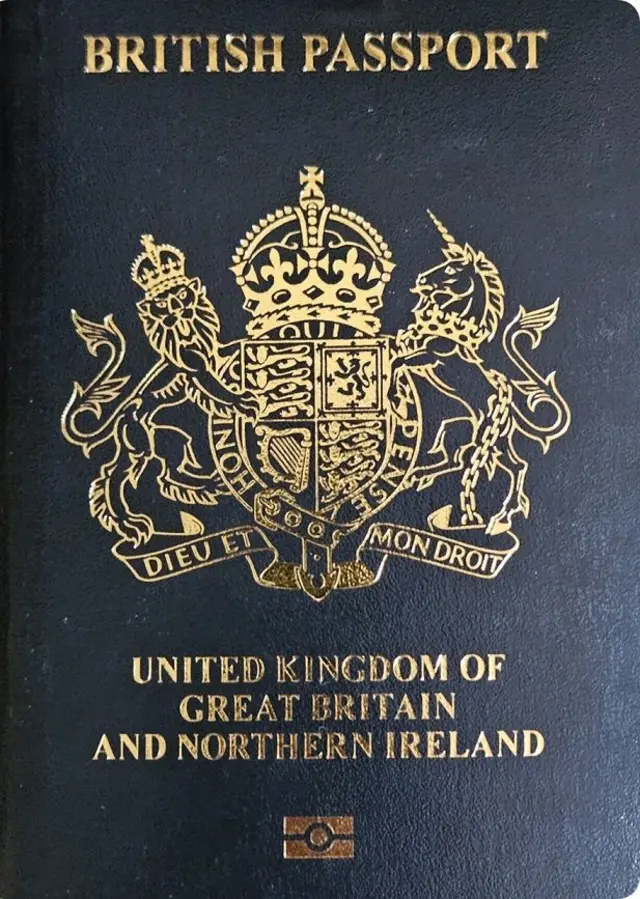 BRITISH PASSPORT
QUI
HONI
PENSE
DIEU ET
MON DROIT
UNITED KINGDOM OF
GREAT BRITAIN
AND NORTHERN IRELAND